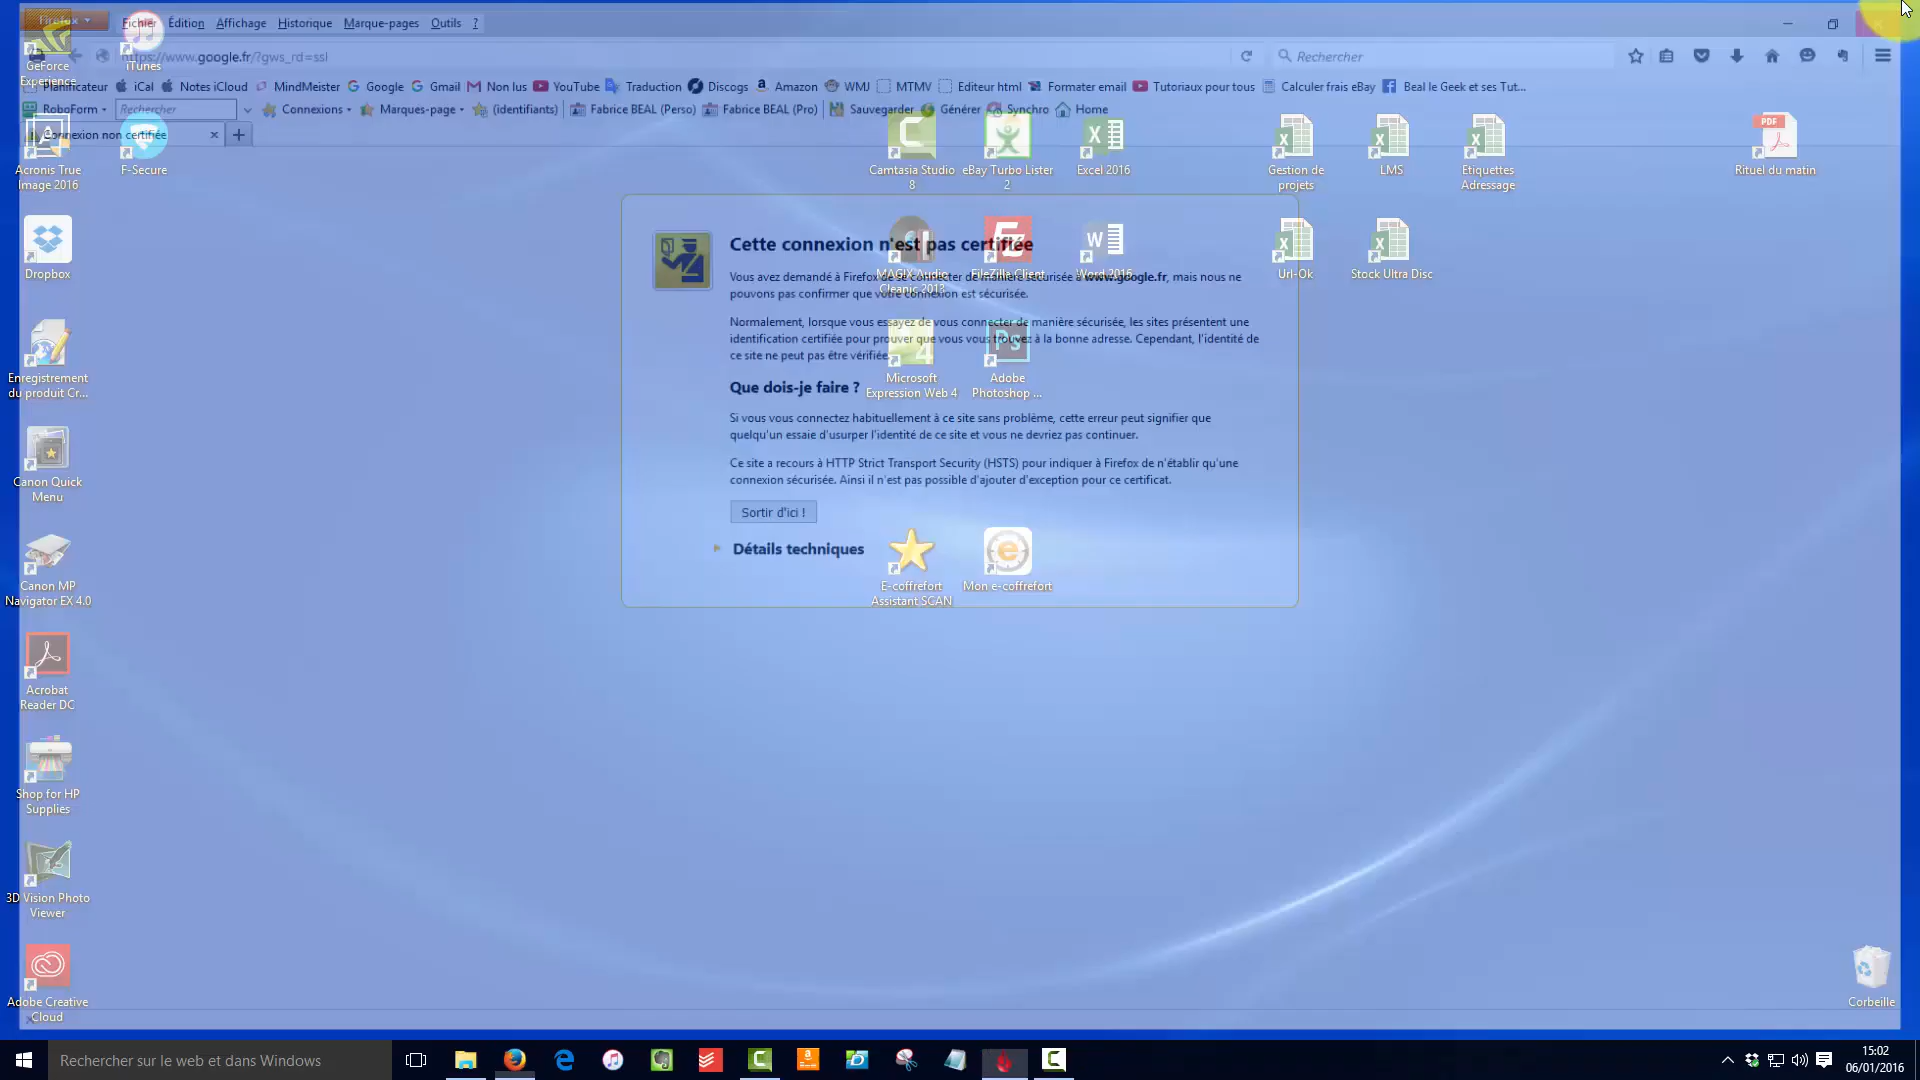 Firefox
Fichier Édition Affichage Historique Marque-pages Outils ?
https://www.google.fr/?gws_rd=ssl
Rechercher
Planificateur iCal Notes iCloud MindMeister Google Gmail Non lus YouTube Traduction Discogs Amazon WMJ MTMV Editeur html Formater email Tutoriaux pour tous Calculer frais eBay Beal le Geek et ses Tut...
RoboForm Rechercher Connexions Marques-page (identifiants) Fabrice BEAL (Perso) Fabrice BEAL (Pro) Sauvegarder Générer Synchro Home
Connexion non certifiée
GeForce
Experience
iTunes
Acronis True
Image 2016
F-Secure
Camtasia Studio
8
eBay Turbo Lister
2
Excel 2016
Gestion de
projets
LMS
Etiquettes
Adressage
PDF
Rituel du matin
Dropbox
MAGIX Audio
Cleanic 2013
FileZilla Client
Word 2016
Url-Ok
Stock Ultra Disc
Cette connexion n'est pas certifiée
Vous avez demandé à Firefox de se connecter de manière sécurisée à www.google.fr, mais nous ne
pouvons pas confirmer que votre connexion est sécurisée.
Normalement, lorsque vous essayez de vous connecter de manière sécurisée, les sites présentent une
identification certifiée pour prouver que vous vous trouvez à la bonne adresse. Cependant, l'identité de
ce site ne peut pas être vérifiée.
Que dois-je faire ?
Si vous vous connectez habituellement à ce site sans problème, cette erreur peut signifier que
quelqu'un essaie d'usurper l'identité de ce site et vous ne devriez pas continuer.
Ce site a recours à HTTP Strict Transport Security (HSTS) pour indiquer à Firefox de n'établir qu'une
connexion sécurisée. Ainsi il n'est pas possible d'ajouter d'exception pour ce certificat.
Sortir d'ici !
Détails techniques
Enregistrement
du produit Cr...
Microsoft
Expression Web 4
Ps
Adobe
Photoshop ...
Canon Quick
Menu
Canon MP
Navigator EX 4.0
E-coffrefort
Assistant SCAN
Mon e-coffrefort
Acrobat
Reader DC
Shop for HP
Supplies
3D Vision Photo
Viewer
Adobe Creative
Cloud
Corbeille
Rechercher sur le web et dans Windows
15:02
06/01/2016